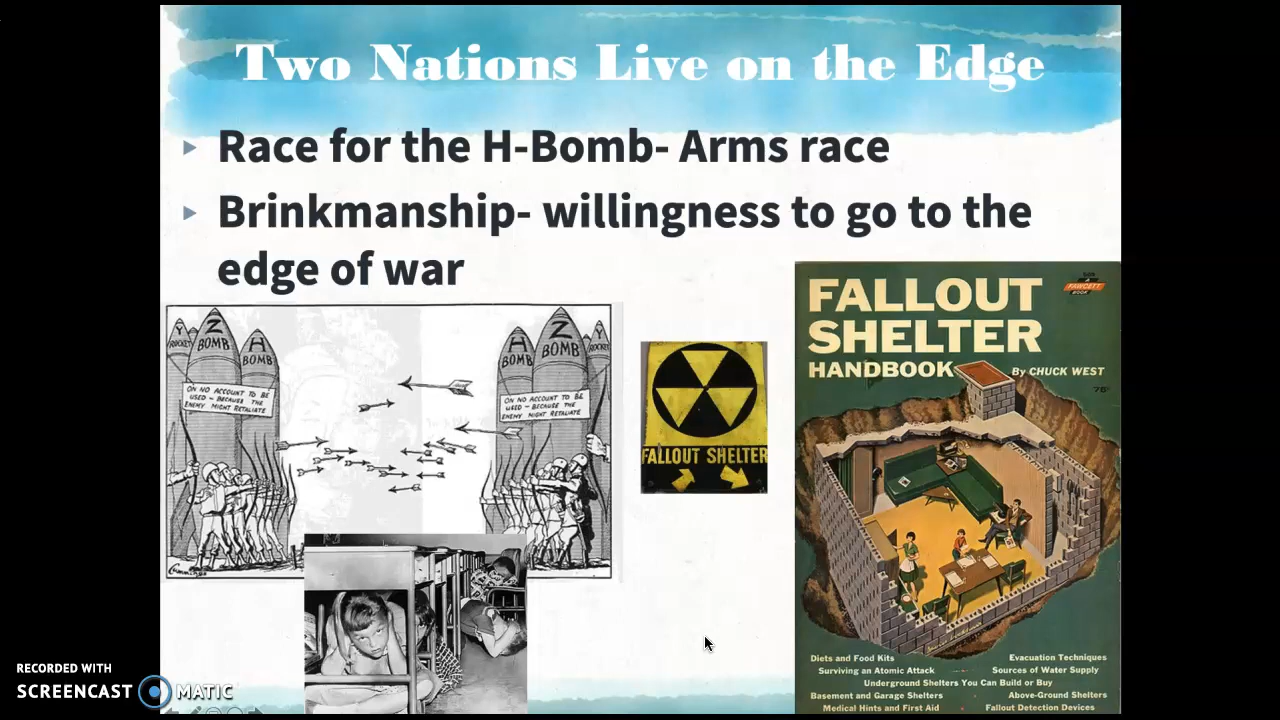 Two Nations Live on the Edge
Race for the H-Bomb- Arms race
Brinkmanship- willingness to go to the
edge of war
Y
ROCKET
Z
BOMB
H
BOMB
ON NO ACCOUNT TO BE
USED - BECAUSE THE
ENEMY MIGHT RETALIATE
H
BOMB
Z
BOMB
Y
ROCKET
ON NO ACCOUNT TO BE
USED - BECAUSE THE
ENEMY MIGHT RETALIATE
Cummings
FALLOUT SHELTER
A
FAWCETT
BOOK
FALLOUT
SHELTER
HANDBOOK
By CHUCK WEST
75¢
Diets and Food Kits
Evacuation Techniques
Surviving an Atomic Attack
Sources of Water Supply
Underground Shelters You Can Build or Buy
Basement and Garage Shelters
Above-Ground Shelters
Medical Hints and First Aid
Fallout Detection Devices
RECORDED WITH
SCREENCAST MATIC